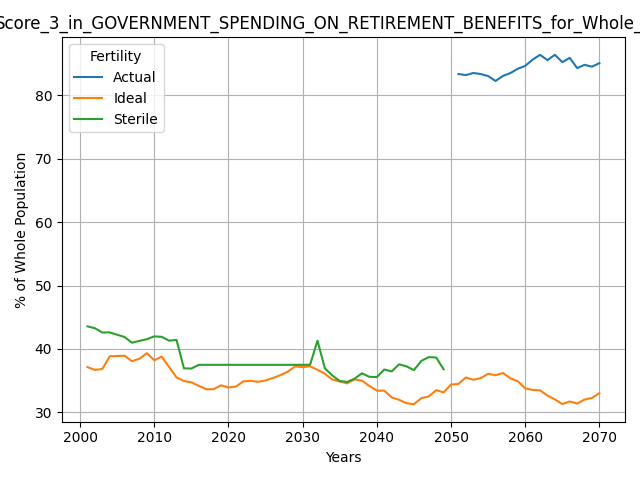 Score_3_in_GOVERNMENT_SPENDING_ON_RETIREMENT_BENEFITS_for_Whole_
Fertility
Actual
Ideal
Sterile
% of Whole Population
80
70
60
50
40
30
2000 2010 2020 2030 2040 2050 2060 2070
Years